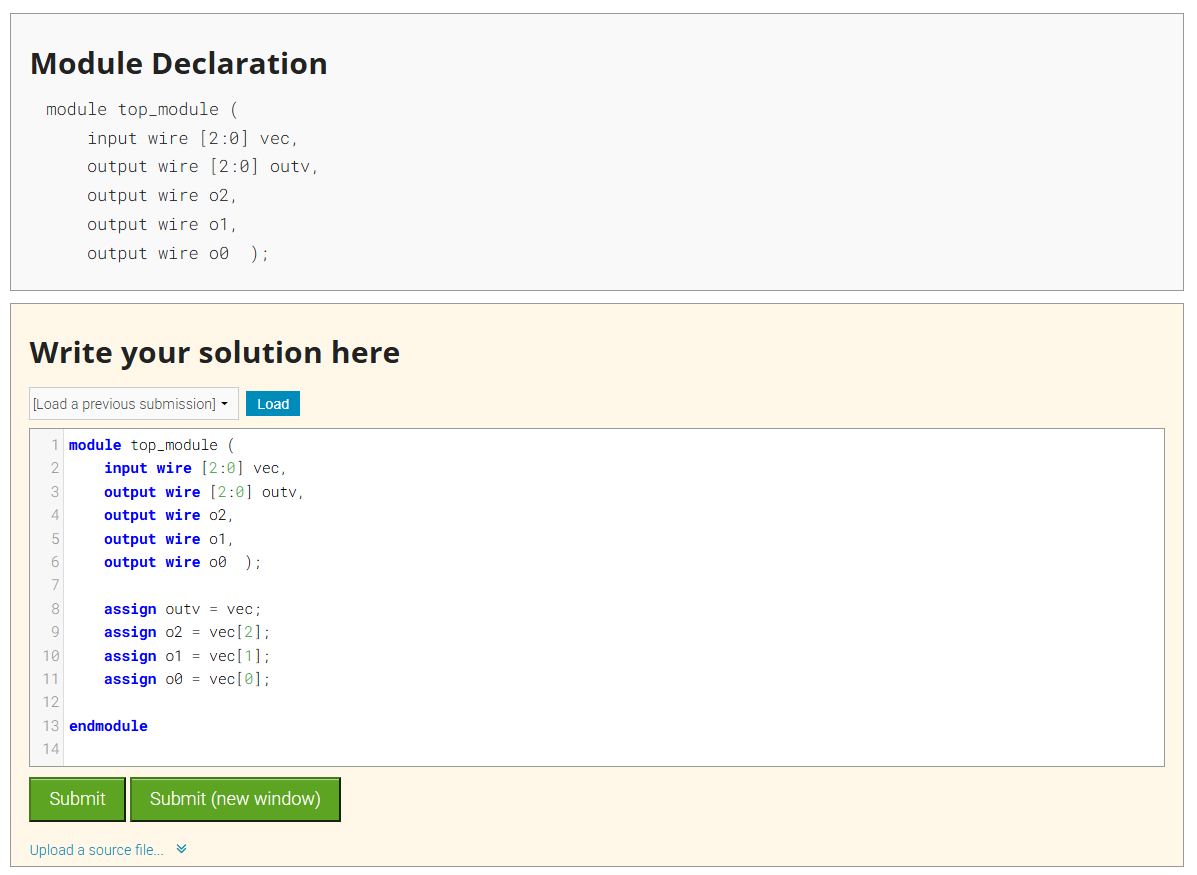 Module Declaration
module top_module (
    input wire [2:0] vec,
    output wire [2:0] outv,
    output wire o2,
    output wire o1,
    output wire o0  );
Write your solution here
[Load a previous submission] Load
1 module top_module (
2     input wire [2:0] vec,
3     output wire [2:0] outv,
4     output wire o2,
5     output wire o1,
6     output wire o0  );
7
8     assign outv = vec;
9     assign o2 = vec[2];
10     assign o1 = vec[1];
11     assign o0 = vec[0];
12
13 endmodule
14
Submit Submit (new window)
Upload a source file...